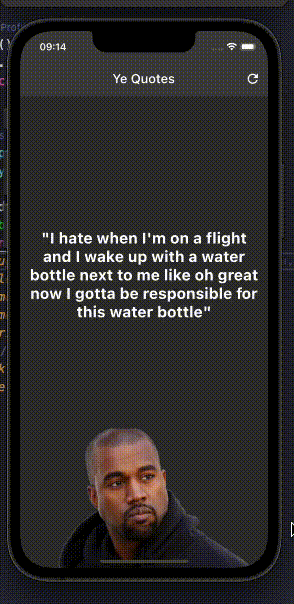 09:14
Ye Quotes
"I hate when I'm on a flight
and I wake up with a water
bottle next to me like oh great
now I gotta be responsible for
this water bottle"